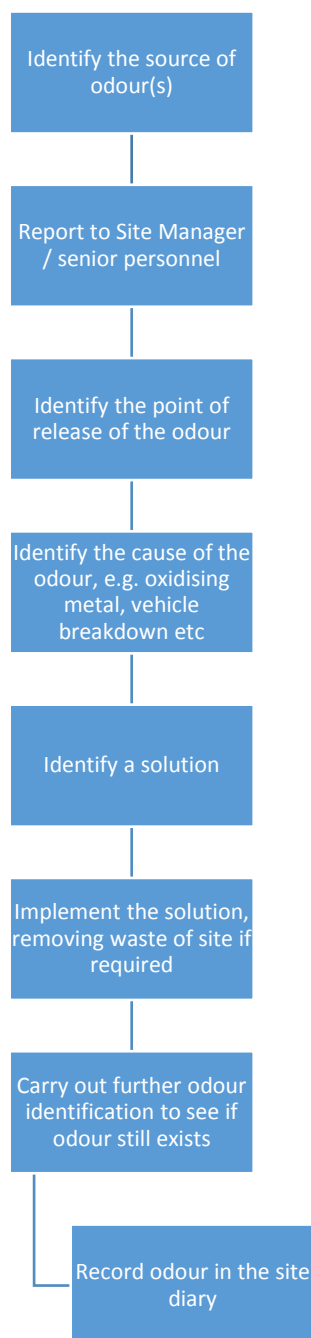 Identify the source of
odour(s)
Report to Site Manager
/ senior personnel
Identify the point of
release of the odour
Identify the cause of the
odour, e.g. oxidising
metal, vehicle
breakdown etc
Identify a solution
Implement the solution,
removing waste of site if
required
Carry out further odour
identification to see if
odour still exists
Record odour in the site
diary